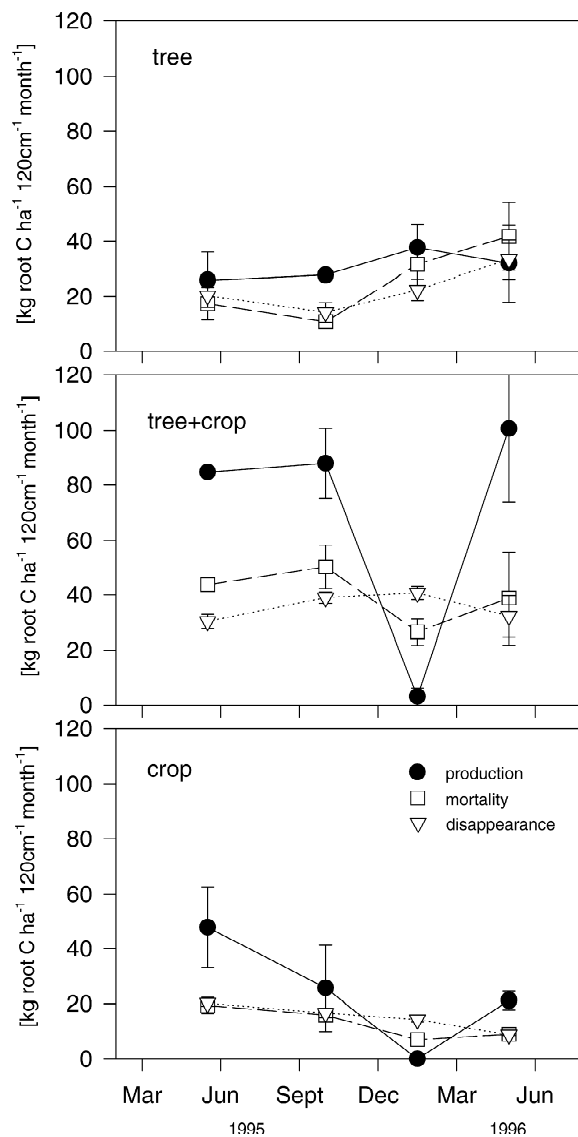 tree
[kg root C ha⁻¹ 120cm⁻¹ month⁻¹]
120
100
80
60
40
20
0
tree+crop
[kg root C ha⁻¹ 120cm⁻¹ month⁻¹]
120
100
80
60
40
20
0
crop
[kg root C ha⁻¹ 120cm⁻¹ month⁻¹]
120
100
80
60
40
20
0
production
mortality
disappearance
Mar Jun Sept Dec Mar Jun
1995 1996